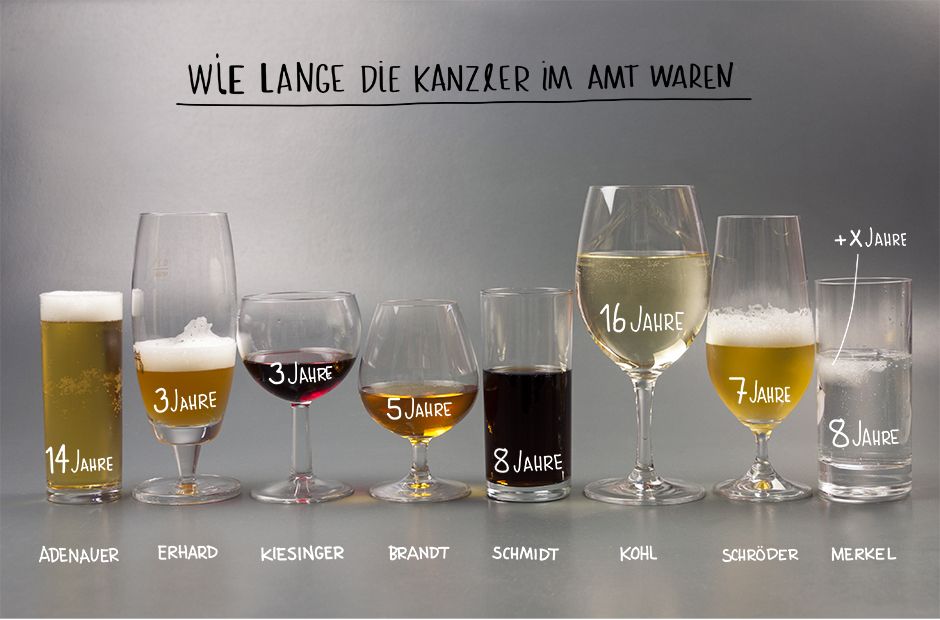 WIE LANGE DIE KANZLER IM AMT WAREN
+ X JAHRE
14 JAHRE
3 JAHRE
3 JAHRE
5 JAHRE
8 JAHRE
16 JAHRE
7 JAHRE
8 JAHRE
ADENAUER
ERHARD
KIESINGER
BRANDT
SCHMIDT
KOHL
SCHRÖDER
MERKEL